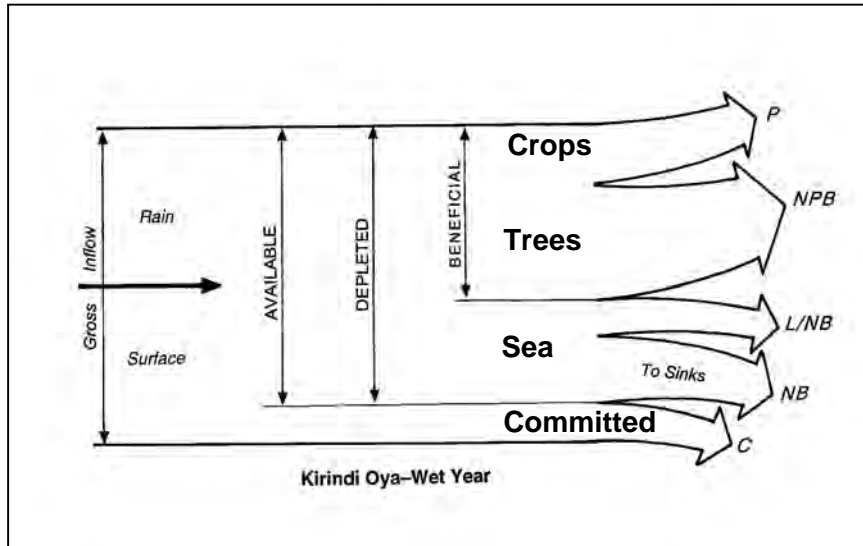 P
Crops
NPB
Rain
Gross Inflow
AVAILABLE
DEPLETED
BENEFICIAL
Trees
L/NB
Surface
Sea
To Sinks
NB
Committed
C
Kirindi Oya–Wet Year